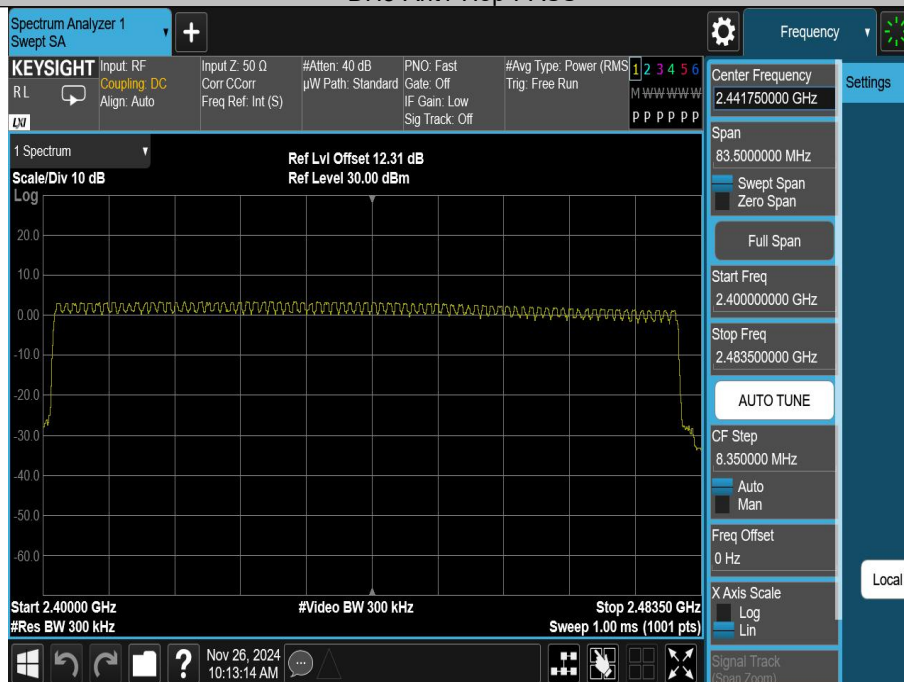 Spectrum Analyzer 1
Swept SA
Frequency
KEYSIGHT
RL
LXI
Input: RF
Coupling: DC
Align: Auto
Input Z: 50 Ω
Corr CCorr
Freq Ref: Int (S)
#Atten: 40 dB
µW Path: Standard
PNO: Fast
Gate: Off
IF Gain: Low
Sig Track: Off
#Avg Type: Power (RMS
Trig: Free Run
1 2 3 4 5 6
M W W W W W
P P P P P P
Center Frequency
2.441750000 GHz
Settings
Span
83.5000000 MHz
Swept Span
Zero Span
Full Span
Start Freq
2.400000000 GHz
Stop Freq
2.483500000 GHz
AUTO TUNE
CF Step
8.350000 MHz
Auto
Man
Freq Offset
0 Hz
Local
X Axis Scale
Log
Lin
Signal Track
(Span Zoom)
1 Spectrum
Scale/Div 10 dB
Ref Lvl Offset 12.31 dB
Ref Level 30.00 dBm
Log
20.0
10.0
0.00
-10.0
-20.0
-30.0
-40.0
-50.0
-60.0
Start 2.40000 GHz
#Video BW 300 kHz
Stop 2.48350 GHz
#Res BW 300 kHz
Sweep 1.00 ms (1001 pts)
?
Nov 26, 2024
10:13:14 AM